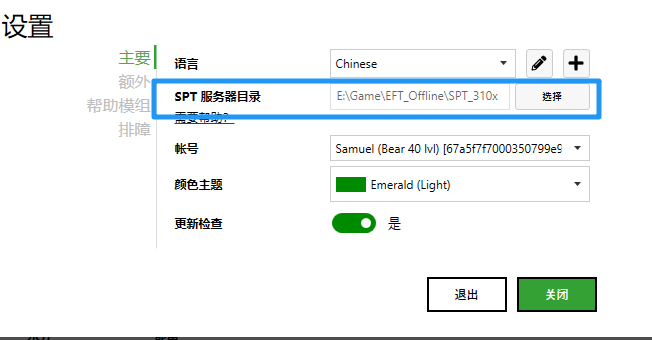 设置
主要
额外
帮助模组
排障
语言
Chinese
SPT 服务器目录
E:\Game\EFT_Offline\SPT_310x
选择
需要帮助?
帐号
Samuel (Bear 40 lvl) [67a5f7f7000350799e9
颜色主题
Emerald (Light)
更新检查
是
退出
关闭